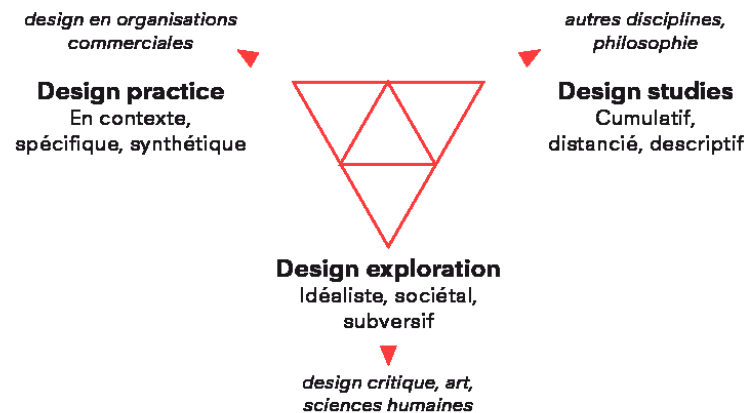 design en organisations
commerciales
Design practice
En contexte,
spécifique, synthétique
autres disciplines,
philosophie
Design studies
Cumulatif,
distancié, descriptif
Design exploration
Idéaliste, sociétal,
subversif
design critique, art,
sciences humaines